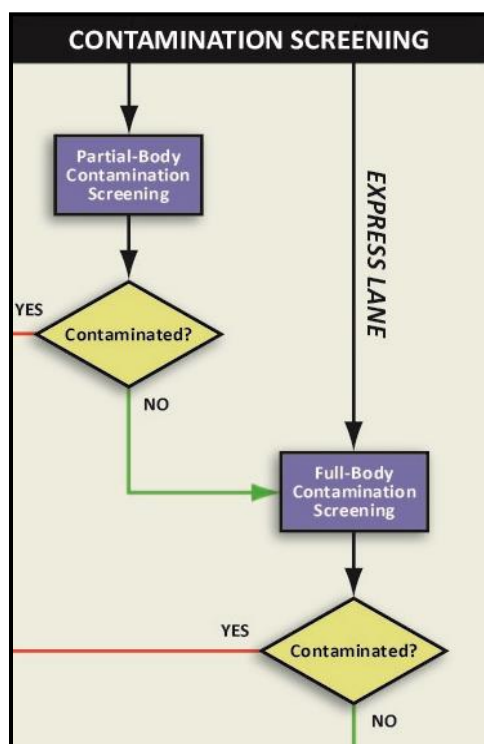 CONTAMINATION SCREENING
Partial-Body
Contamination
Screening
EXPRESS LANE
YES
Contaminated?
NO
Full-Body
Contamination
Screening
YES
Contaminated?
NO